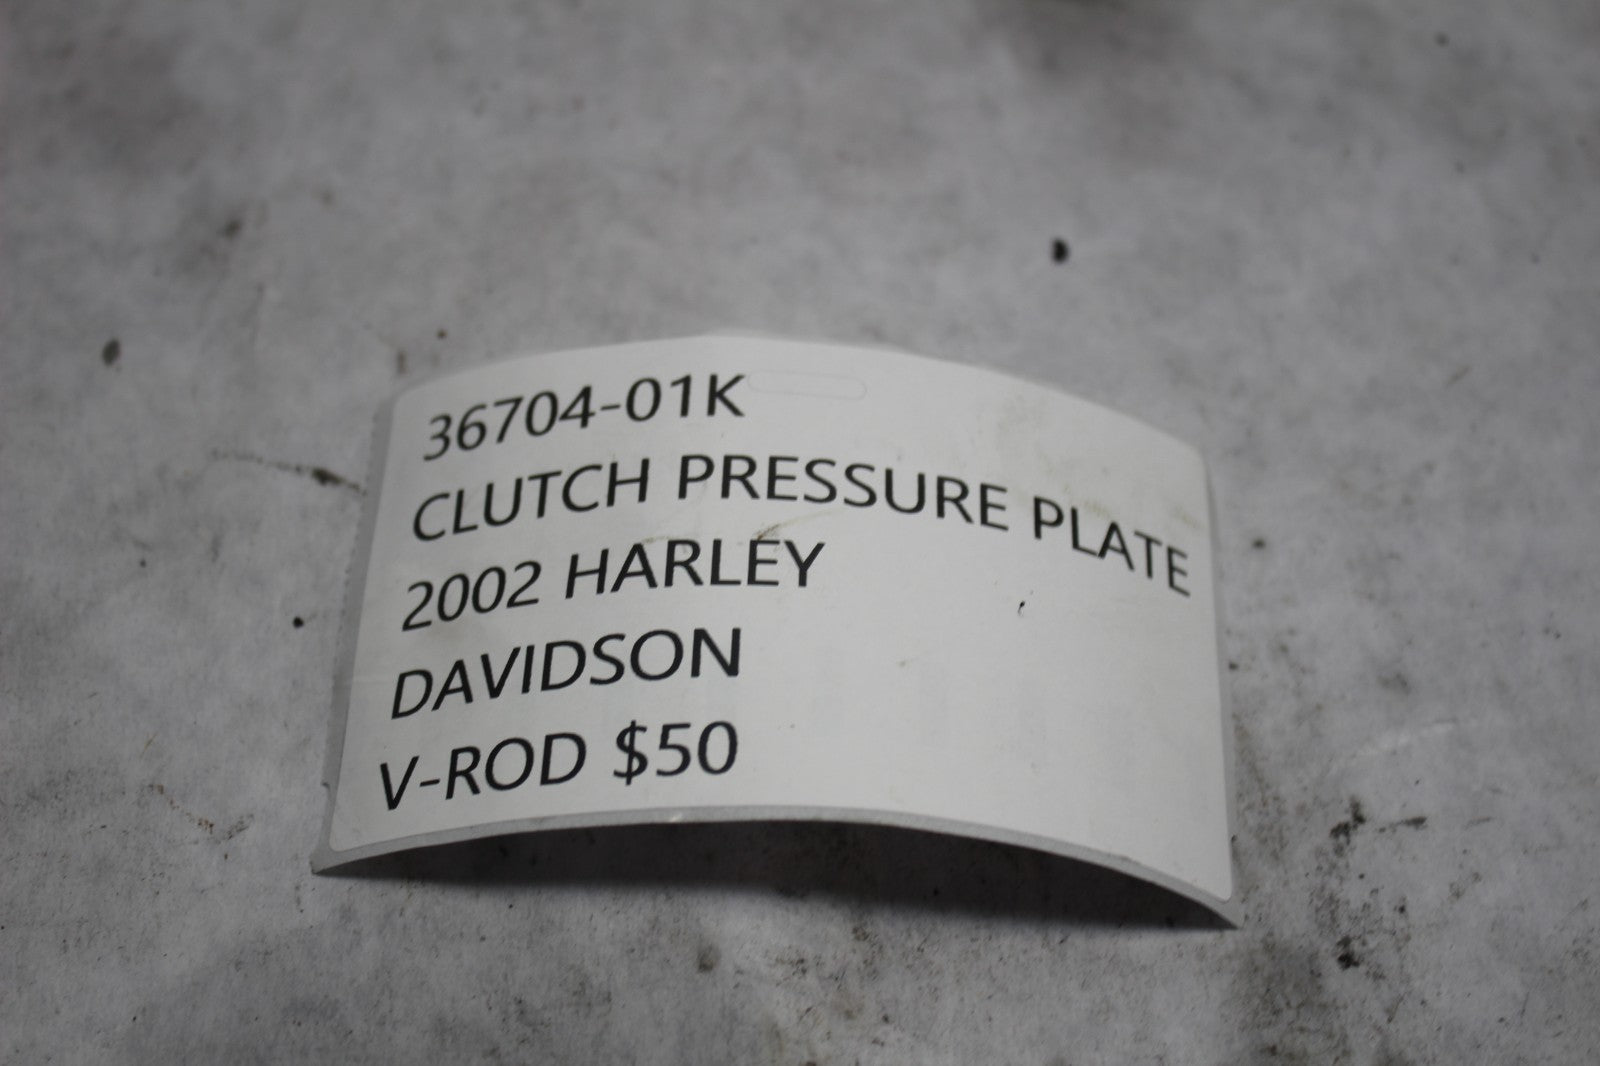 36704-01K
CLUTCH PRESSURE PLATE
2002 HARLEY
DAVIDSON
V-ROD $50